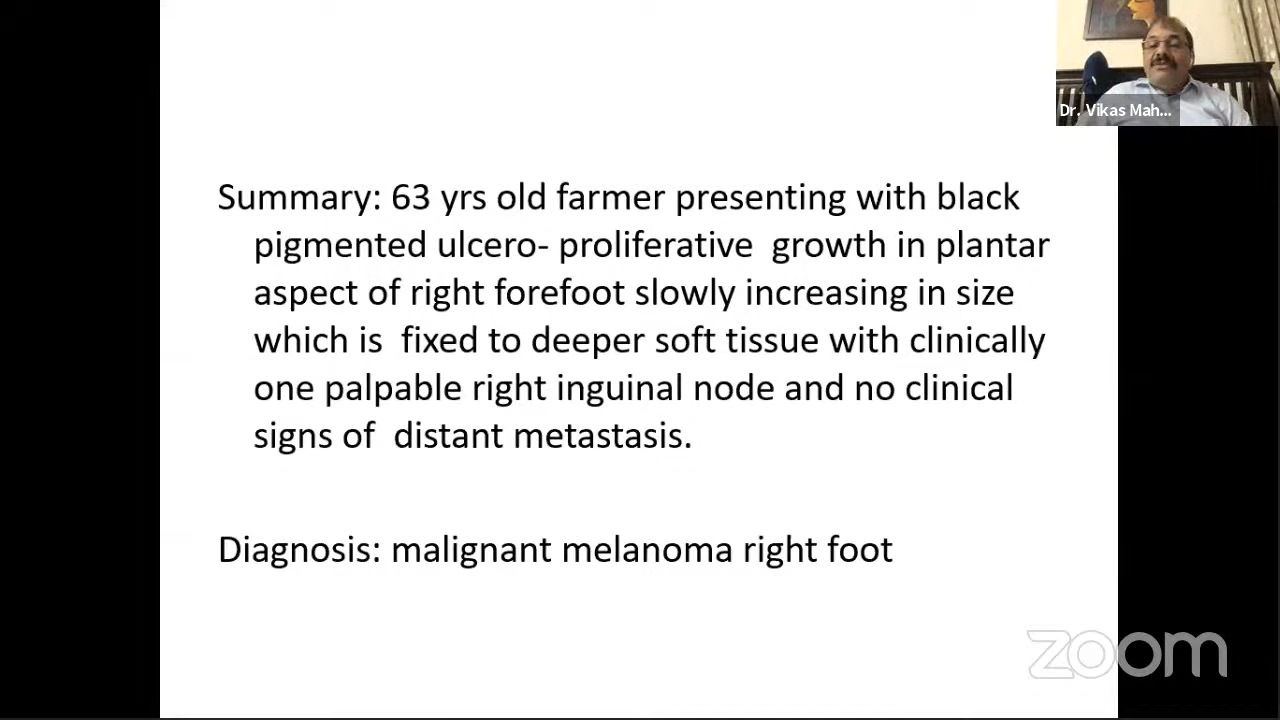 Dr. Vikas Mah...
Summary: 63 yrs old farmer presenting with black
pigmented ulcero- proliferative  growth in plantar
aspect of right forefoot slowly increasing in size
which is  fixed to deeper soft tissue with clinically
one palpable right inguinal node and no clinical
signs of  distant metastasis.
Diagnosis: malignant melanoma right foot
zoom